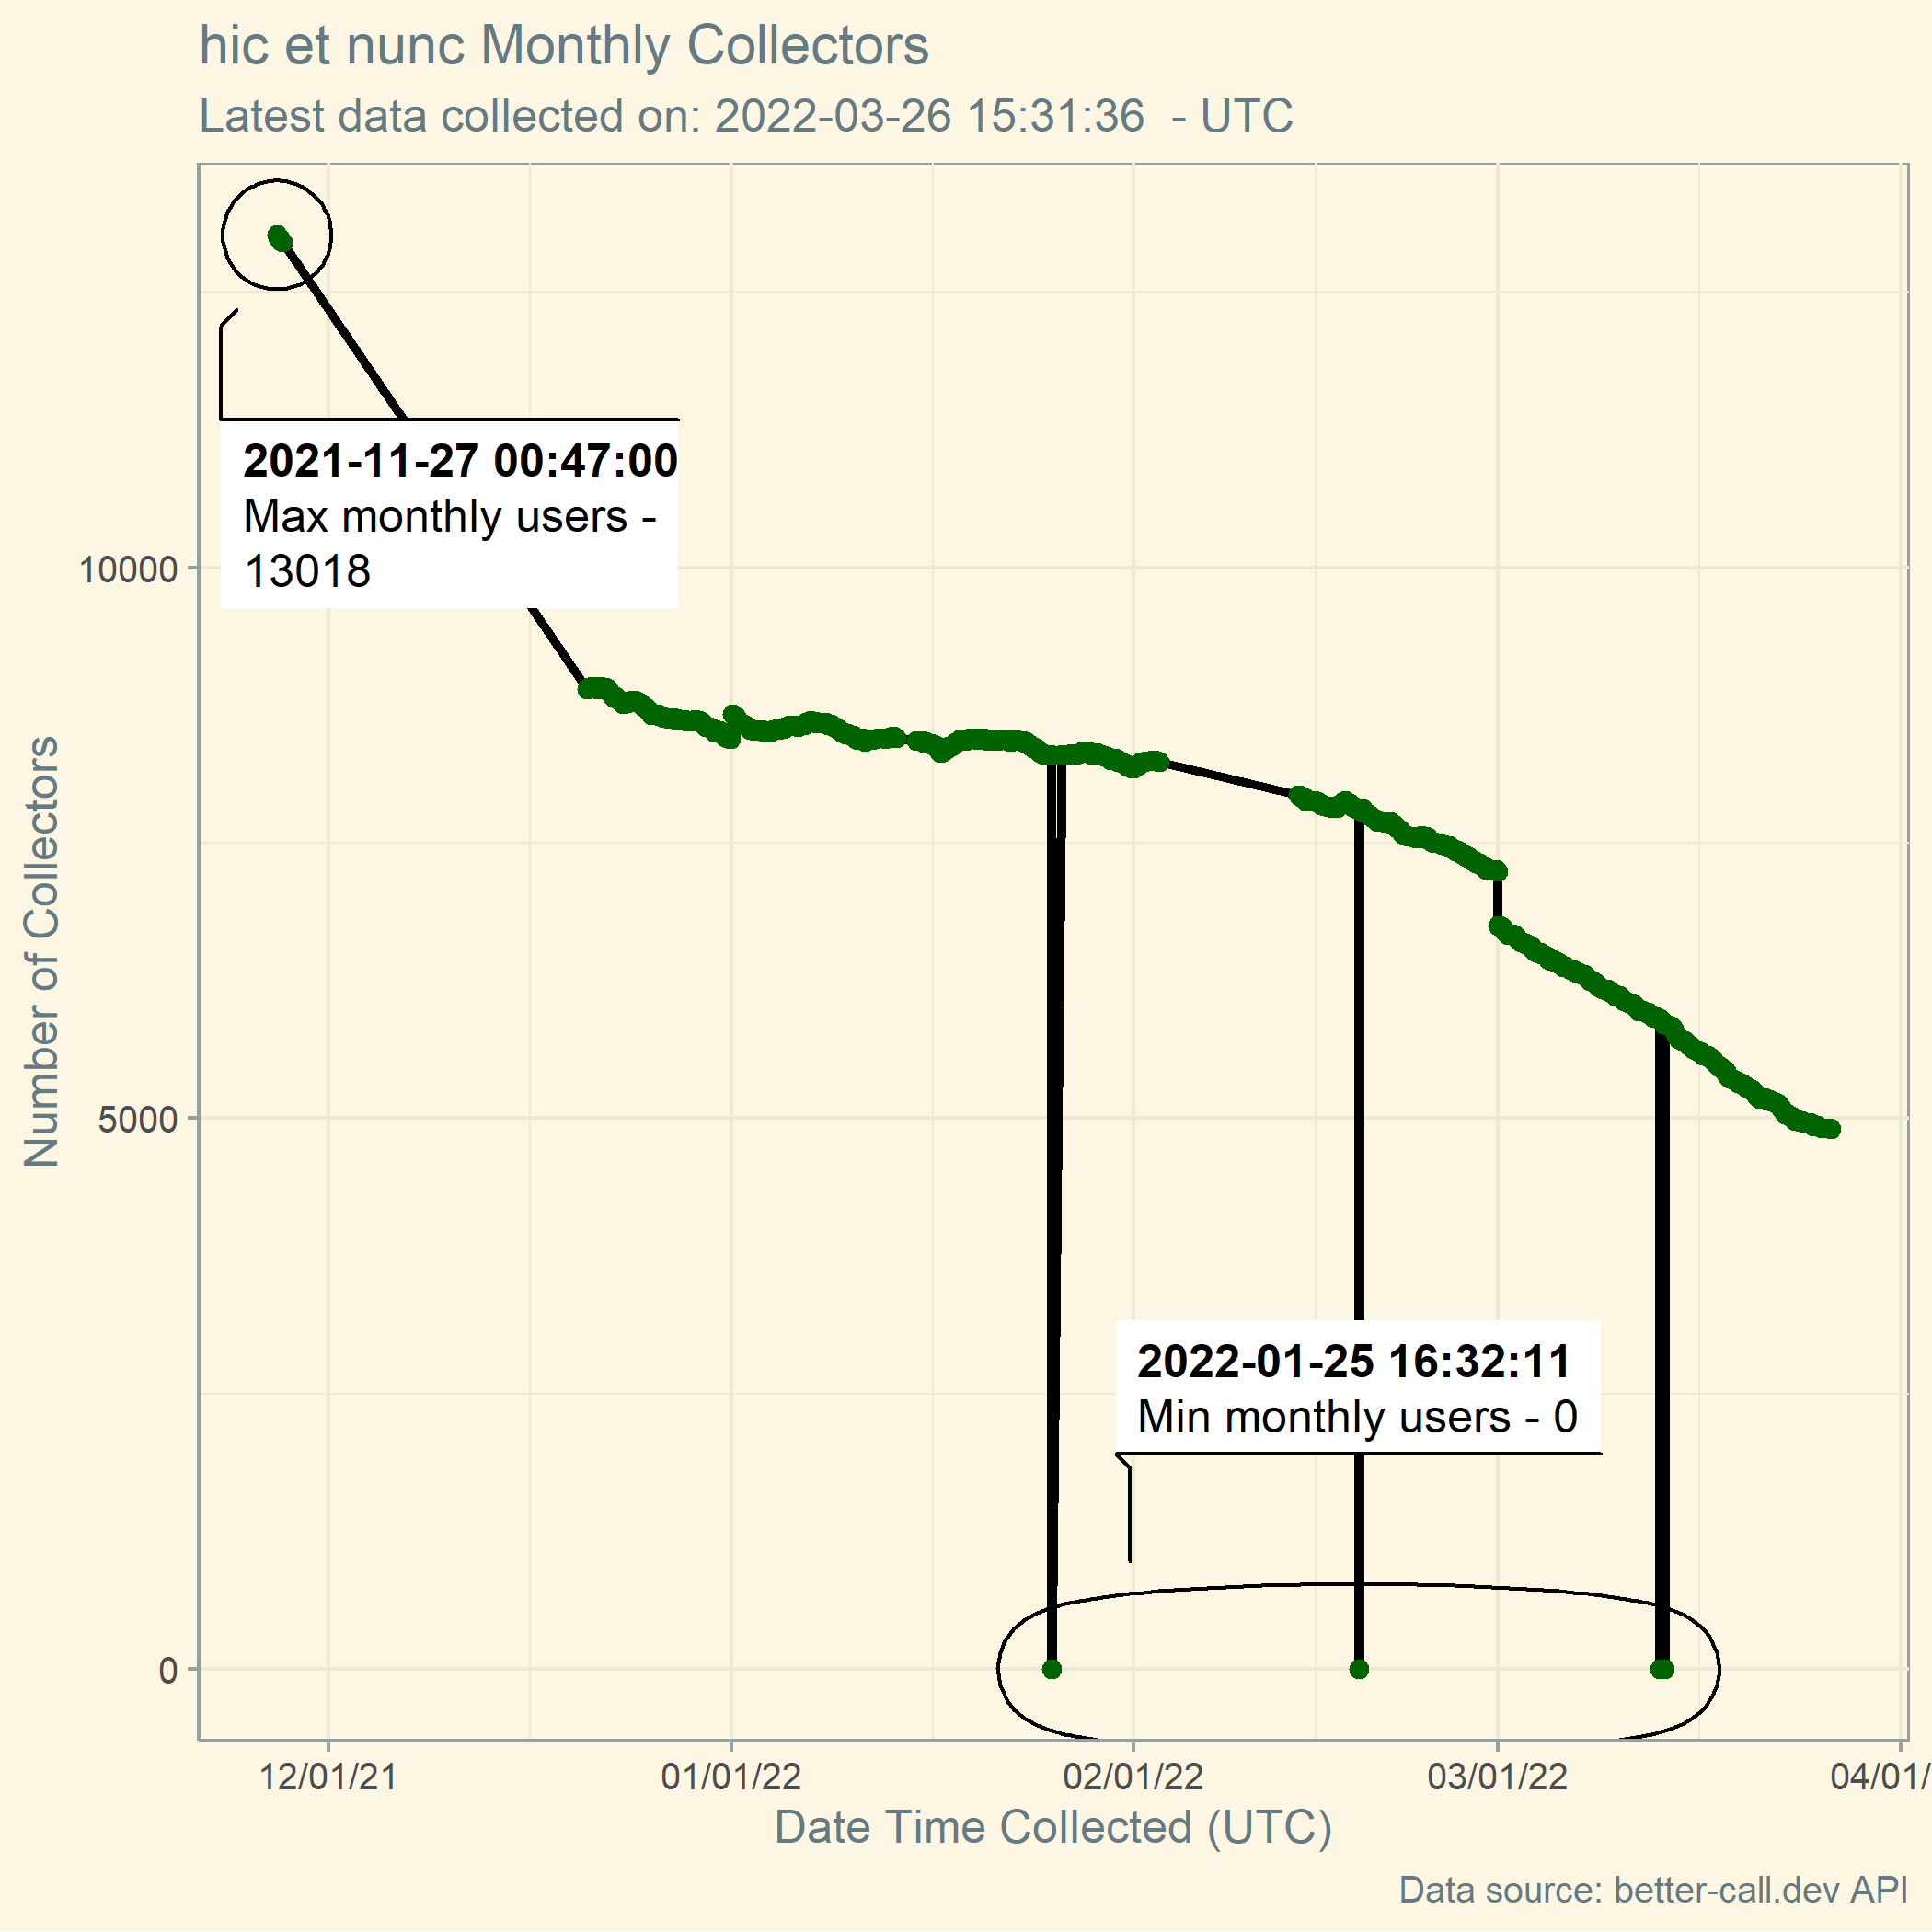 hic et nunc Monthly Collectors
Latest data collected on: 2022-03-26 15:31:36  - UTC
2021-11-27 00:47:00
Max monthly users -
13018
10000
5000
0
Number of Collectors
2022-01-25 16:32:11
Min monthly users - 0
12/01/21
01/01/22
02/01/22
03/01/22
04/01/
Date Time Collected (UTC)
Data source: better-call.dev API